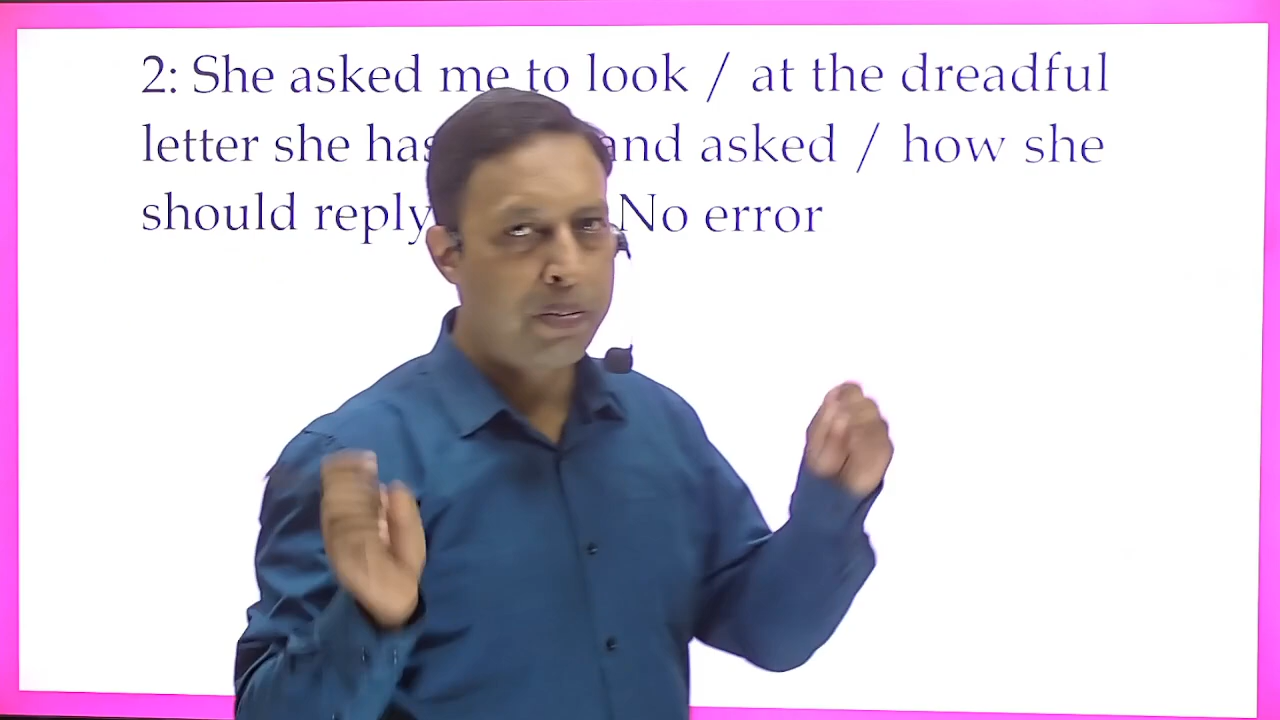 2: She asked me to look / at the dreadful
letter she has and asked / how she
should reply No error